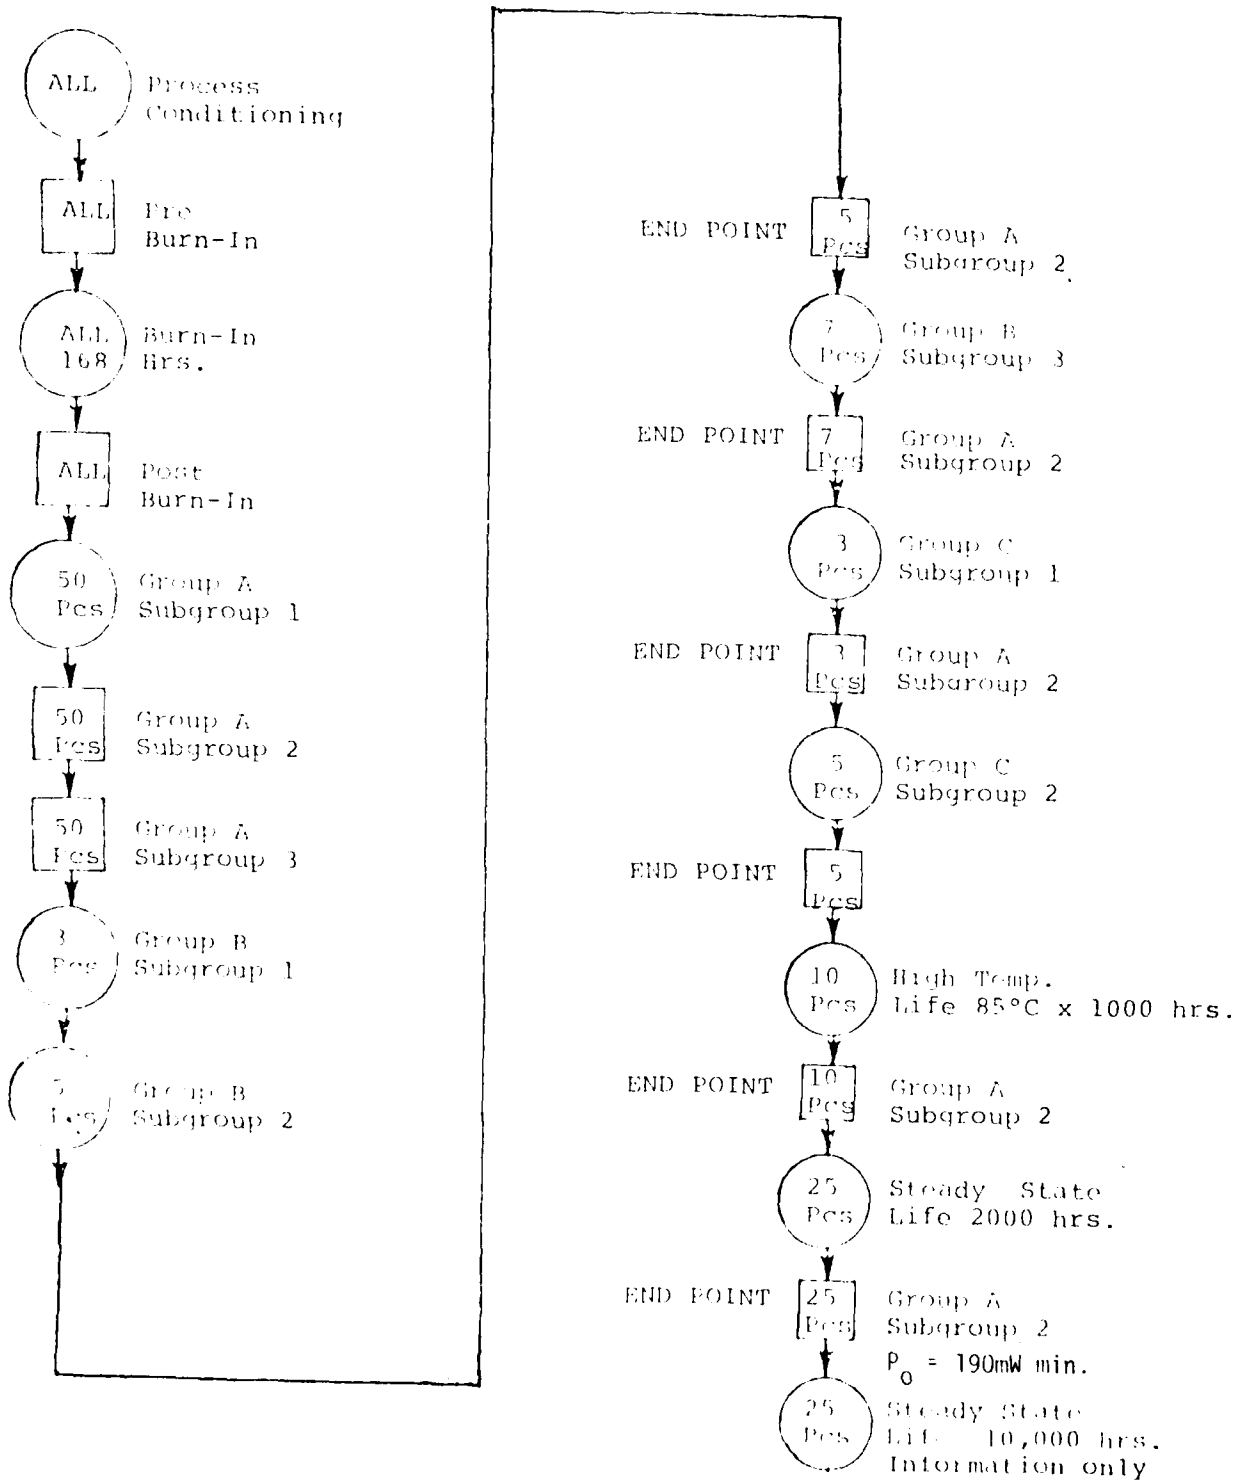 ALL Process
Conditioning
ALL Pre
Burn-In
ALL Burn-In
168 Hrs.
ALL Post
Burn-In
50 Group A
Pcs Subgroup 1
50 Group A
Pcs Subgroup 2
50 Group A
Pcs Subgroup 3
3 Group B
Pcs Subgroup 1
5 Group B
Pcs Subgroup 2
END POINT 5 Group A
Pcs Subgroup 2
7 Group B
Pcs Subgroup 3
END POINT 7 Group A
Pcs Subgroup 2
3 Group C
Pcs Subgroup 1
END POINT 3 Group A
Pcs Subgroup 2
5 Group C
Pcs Subgroup 2
END POINT 5
Pcs
10 High Temp.
Pcs Life 85°C x 1000 hrs.
END POINT 10 Group A
Pcs Subgroup 2
25 Steady State
Pcs Life 2000 hrs.
END POINT 25 Group A
Pcs Subgroup 2
P₀ = 190mW min.
25 Steady State
Pcs Life 10,000 hrs.
Information only